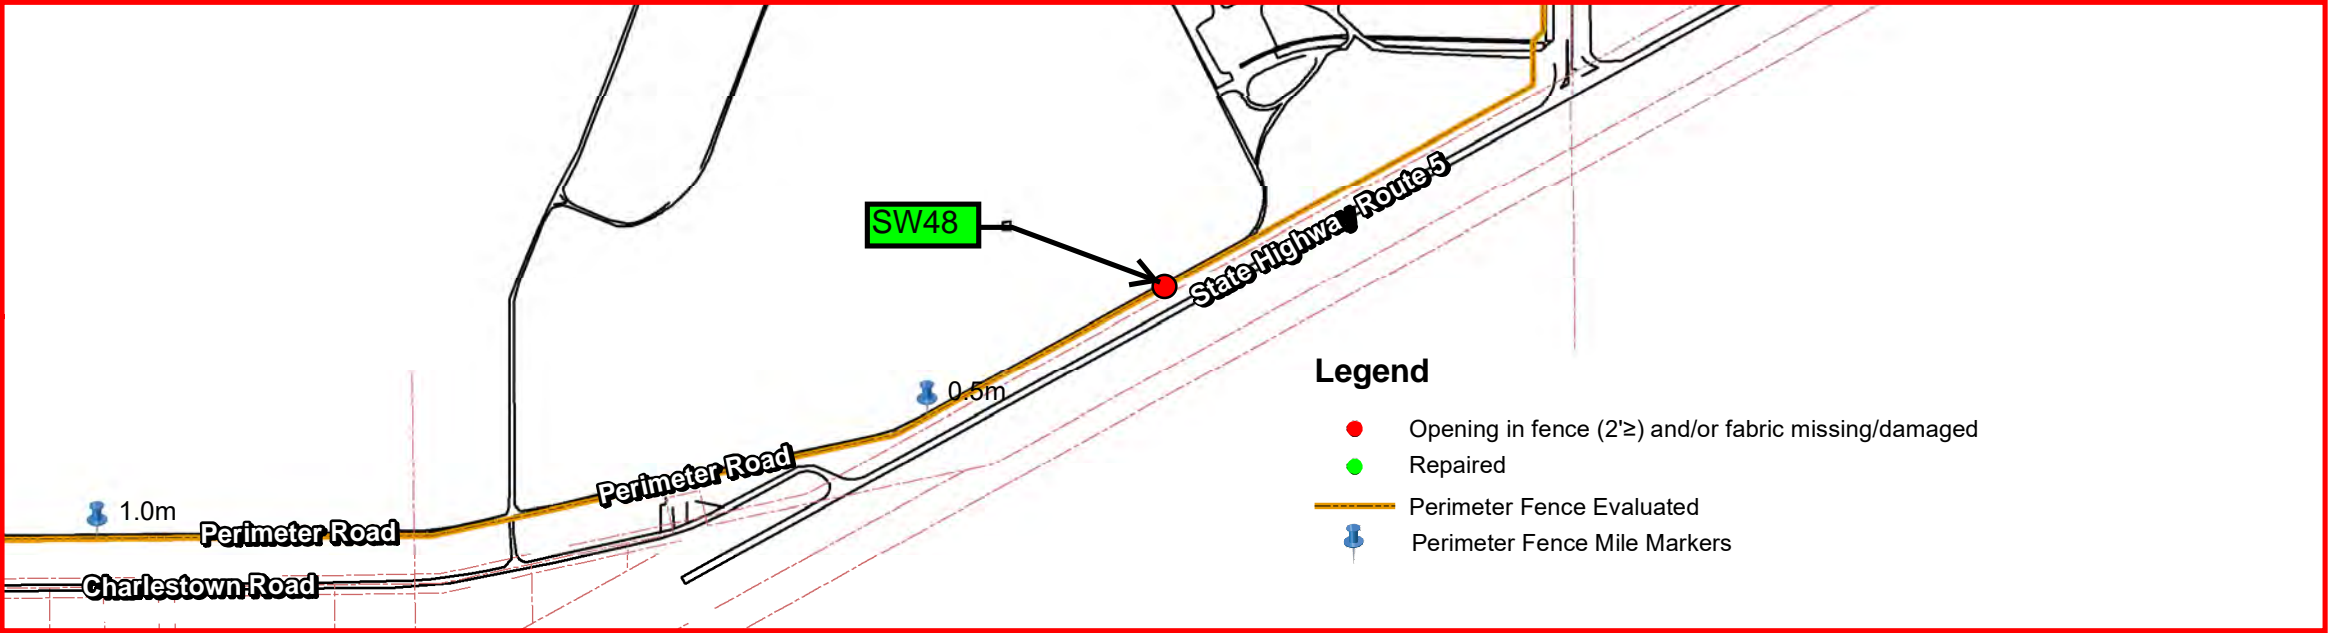 SW48
State Highway Route 5
0.5m
Perimeter Road
1.0m
Perimeter Road
Charlestown Road
Legend
Opening in fence (2'≥) and/or fabric missing/damaged
Repaired
Perimeter Fence Evaluated
Perimeter Fence Mile Markers